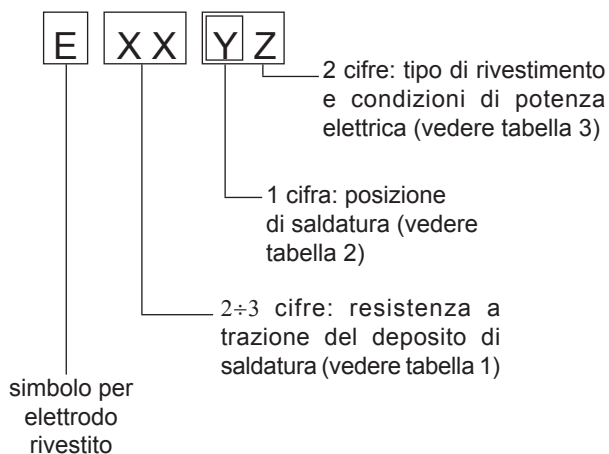 E XX YZ
2 cifre: tipo di rivestimento
e condizioni di potenza
elettrica (vedere tabella 3)
1 cifra: posizione
di saldatura (vedere
tabella 2)
2÷3 cifre: resistenza a
trazione del deposito di
saldatura (vedere tabella 1)
simbolo per
elettrodo
rivestito